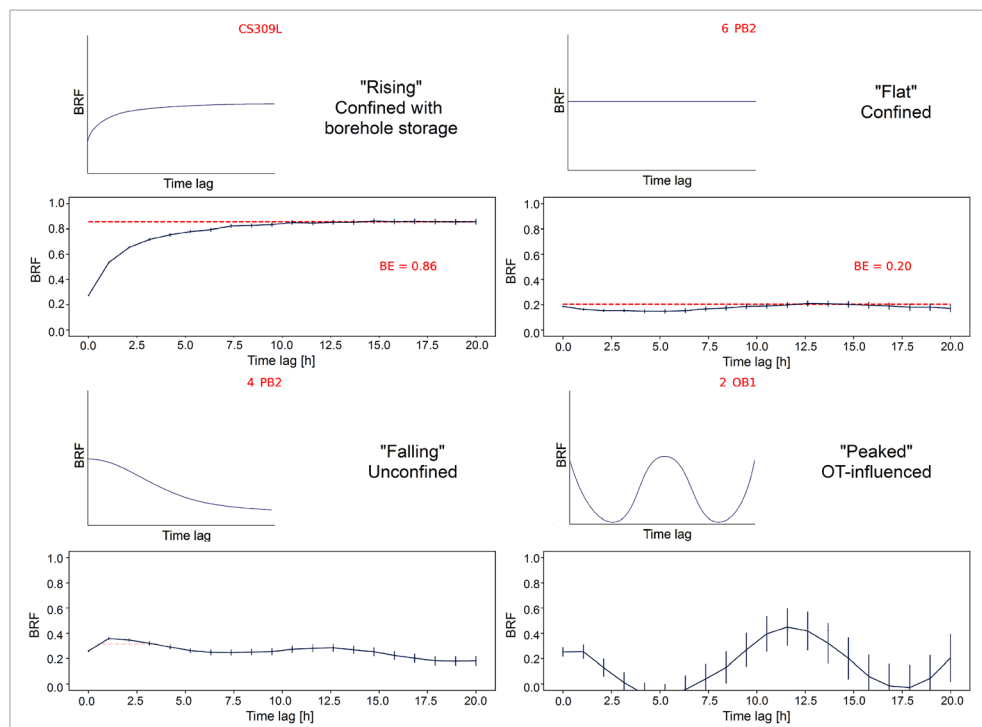 CS309L
BRF
Time lag
"Rising"
Confined with
borehole storage
6 PB2
BRF
Time lag
"Flat"
Confined
1.0
0.8
0.6
0.4
0.2
0.0
BRF
BE = 0.86
0.0 2.5 5.0 7.5 10.0 12.5 15.0 17.5 20.0
Time lag [h]
1.0
0.8
0.6
0.4
0.2
0.0
BRF
BE = 0.20
0.0 2.5 5.0 7.5 10.0 12.5 15.0 17.5 20.0
Time lag [h]
4 PB2
BRF
Time lag
"Falling"
Unconfined
2 OB1
BRF
Time lag
"Peaked"
OT-influenced
1.0
0.8
0.6
0.4
0.2
0.0
BRF
0.0 2.5 5.0 7.5 10.0 12.5 15.0 17.5 20.0
Time lag [h]
1.0
0.8
0.6
0.4
0.2
0.0
BRF
0.0 2.5 5.0 7.5 10.0 12.5 15.0 17.5 20.0
Time lag [h]